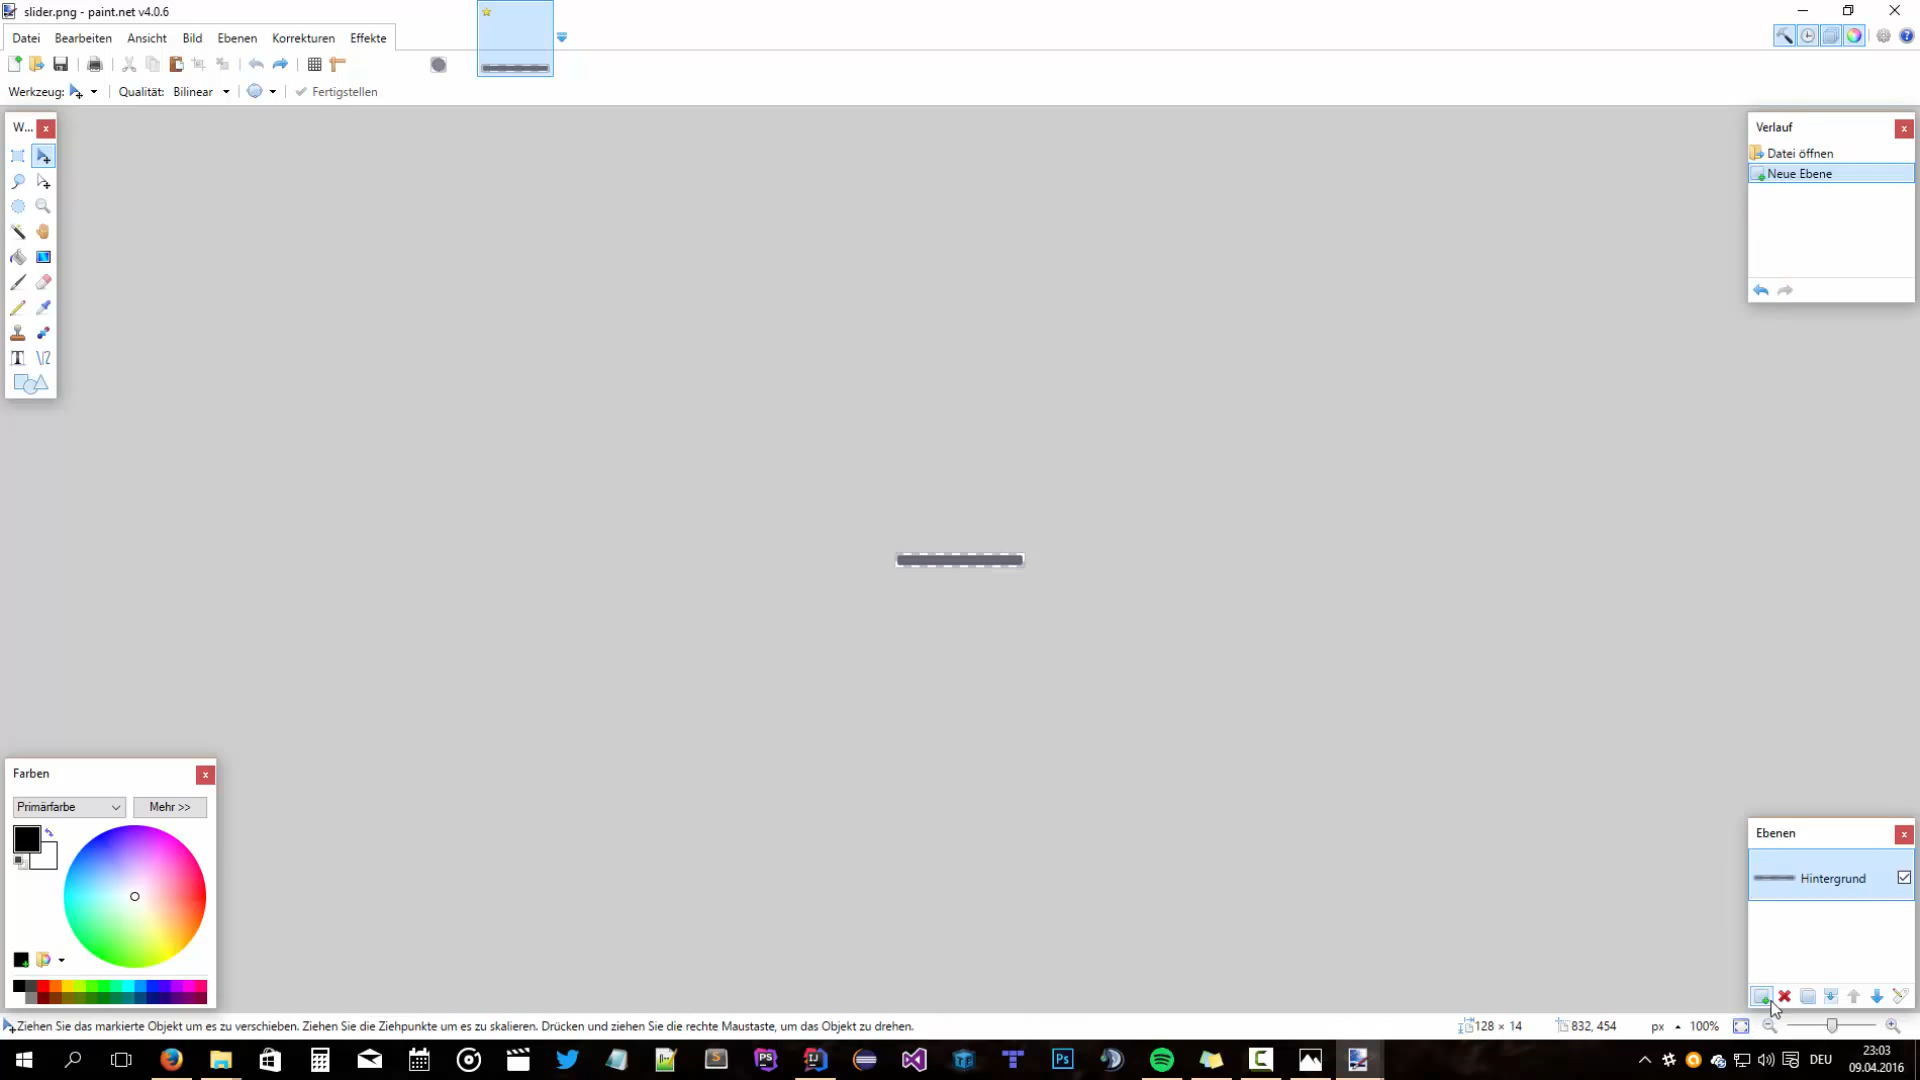 slider.png - paint.net v4.0.6
Datei Bearbeiten Ansicht Bild Ebenen Korrekturen Effekte
Werkzeug: Qualität: Bilinear Fertigstellen
W...
Verlauf
Datei öffnen
Neue Ebene
Farben
Primärfarbe Mehr >>
Ebenen
Hintergrund
Ziehen Sie das markierte Objekt um es zu verschieben. Ziehen Sie die Ziehpunkte um es zu skalieren. Drücken und ziehen Sie die rechte Maustaste, um das Objekt zu drehen.
128 × 14 832, 454 px 100%
DEU
23:03
09.04.2016